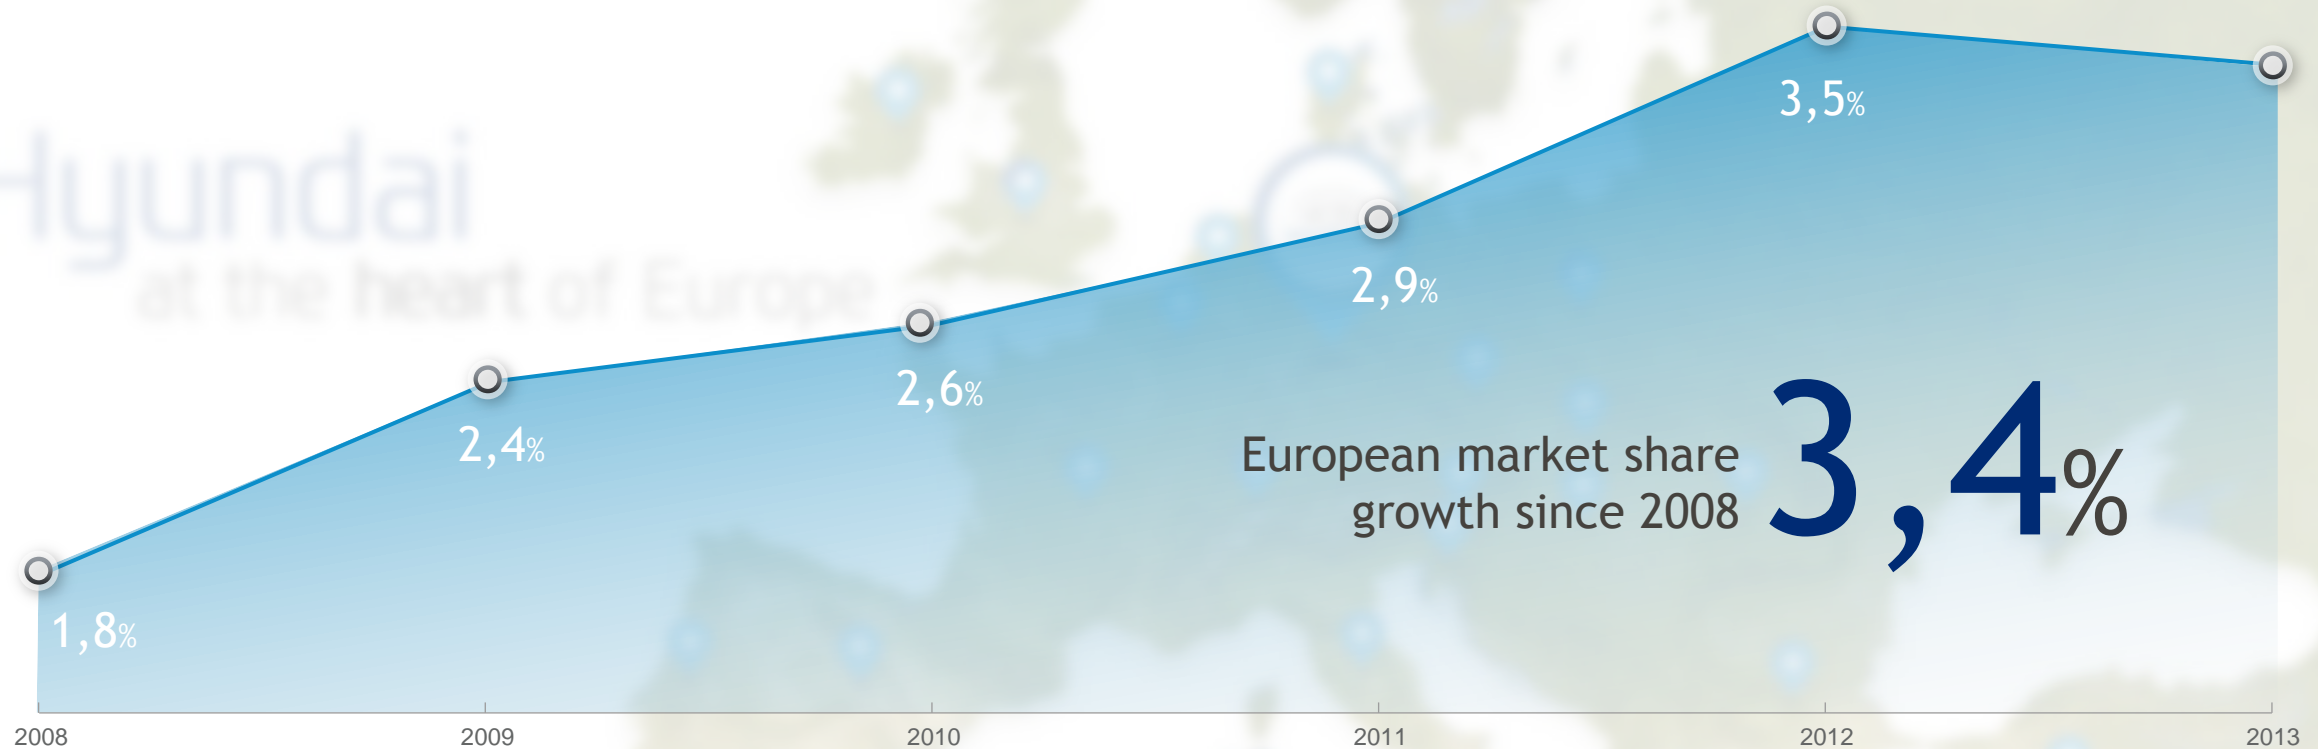 3,5%
Hyundai
at the heart of Europe
2,9%
2,6%
2,4%
European market share
growth since 2008
3,4%
1,8%
2008 2009 2010 2011 2012 2013